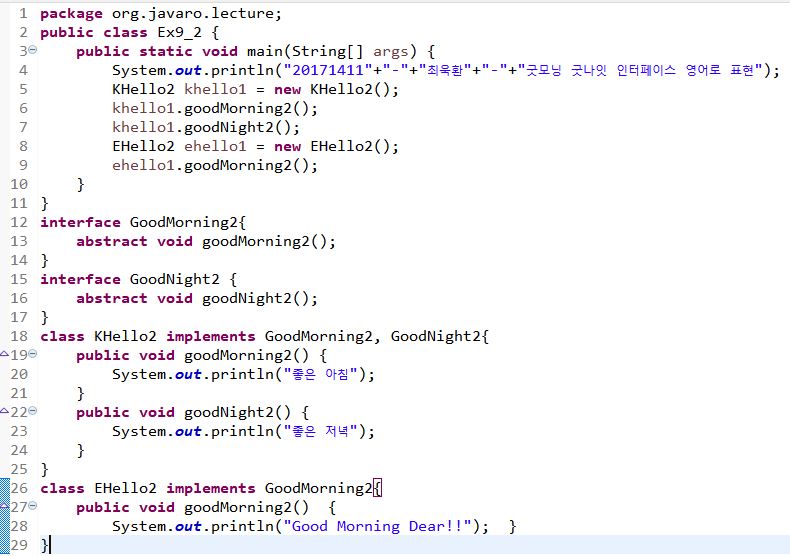 1 package org.javaro.lecture;
2 public class Ex9_2 {
3 public static void main(String[] args) {
4 System.out.println("20171411"+"-"+"최욱환"+"-"+"굿모닝 굿나잇 인터페이스 영어로 표현");
5 KHello2 khello1 = new KHello2();
6 khello1.goodMorning2();
7 khello1.goodNight2();
8 EHello2 ehello1 = new EHello2();
9 ehello1.goodMorning2();
10 }
11 }
12 interface GoodMorning2{
13 abstract void goodMorning2();
14 }
15 interface GoodNight2 {
16 abstract void goodNight2();
17 }
18 class KHello2 implements GoodMorning2, GoodNight2{
19 public void goodMorning2() {
20 System.out.println("좋은 아침");
21 }
22 public void goodNight2() {
23 System.out.println("좋은 저녁");
24 }
25 }
26 class EHello2 implements GoodMorning2{
27 public void goodMorning2() {
28 System.out.println("Good Morning Dear!!"); }
29 }